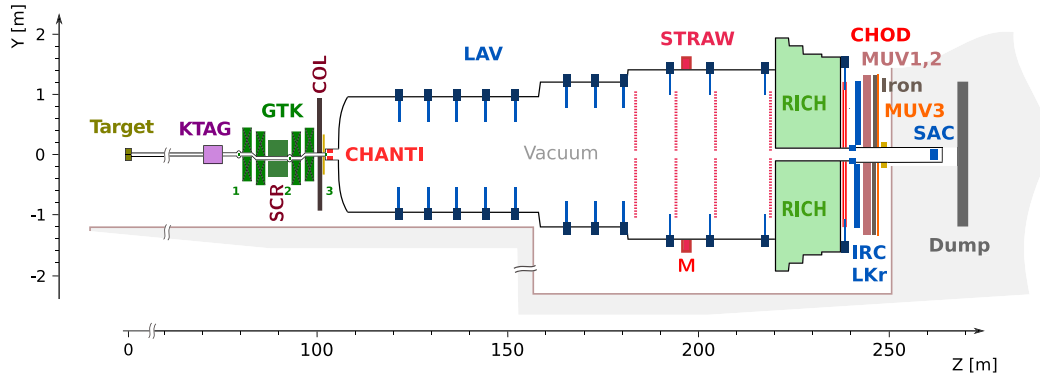 Y [m]
2
1
0
-1
-2
Target
KTAG
GTK
COL
SCR
1
2
3
CHANTI
LAV
Vacuum
STRAW
M
RICH
RICH
CHOD
MUV1,2
Iron
MUV3
SAC
IRC
LKr
Dump
0
100
150
200
250
Z [m]